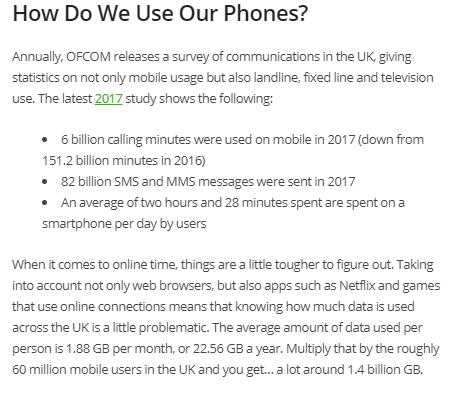 How Do We Use Our Phones?
Annually, OFCOM releases a survey of communications in the UK, giving
statistics on not only mobile usage but also landline, fixed line and television
use. The latest 2017 study shows the following:
• 6 billion calling minutes were used on mobile in 2017 (down from
151.2 billion minutes in 2016)
• 82 billion SMS and MMS messages were sent in 2017
• An average of two hours and 28 minutes spent are spent on a
smartphone per day by users
When it comes to online time, things are a little tougher to figure out. Taking
into account not only web browsers, but also apps such as Netflix and games
that use online connections means that knowing how much data is used
across the UK is a little problematic. The average amount of data used per
person is 1.88 GB per month, or 22.56 GB a year. Multiply that by the roughly
60 million mobile users in the UK and you get... a lot around 1.4 billion GB.